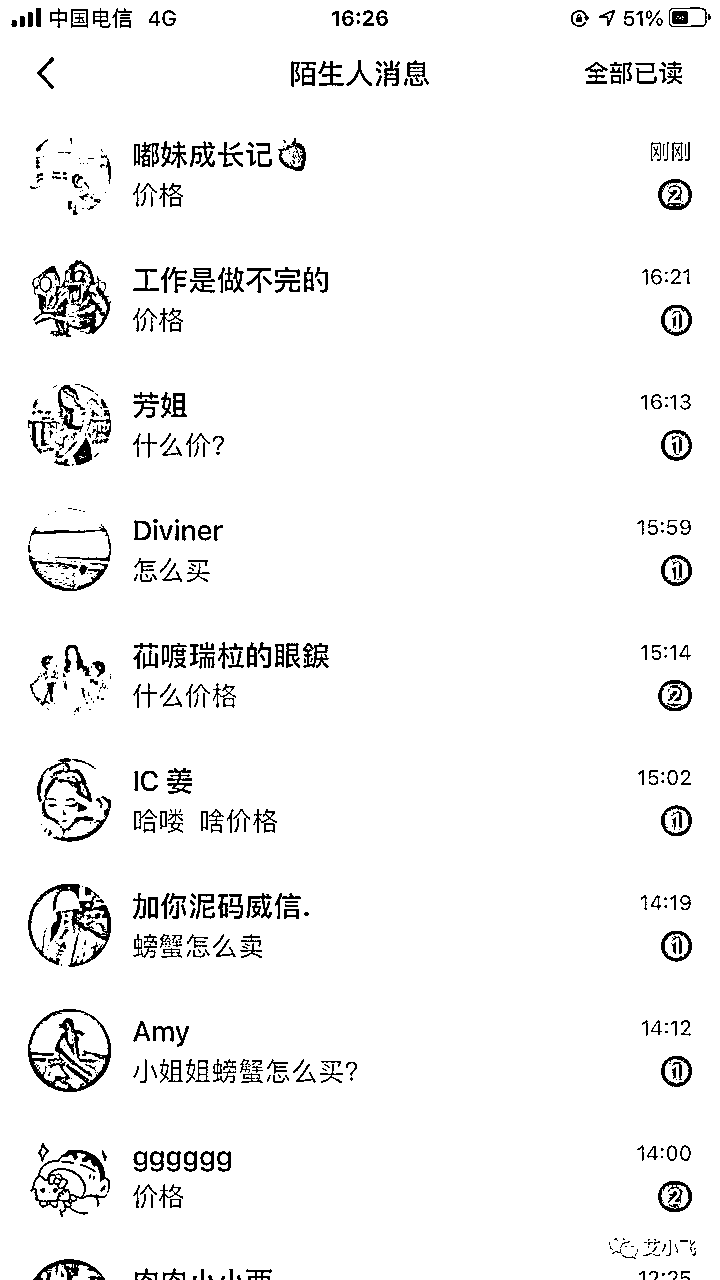 中国电信 4G 16:26 51%
陌生人消息 全部已读
嘟妹成长记 刚刚
价格 2
工作是做不完的 16:21
价格 1
芳姐 16:13
什么价? 1
Diviner 15:59
怎么买 1
瑞柆的眼 15:14
什么价格 2
IC 姜 15:02
哈喽 啥价格 1
加你泥码威信. 14:19
螃蟹怎么卖 1
Amy 14:12
小姐姐螃蟹怎么买? 1
gggggg 14:00
价格 2
艾小飞
12:25